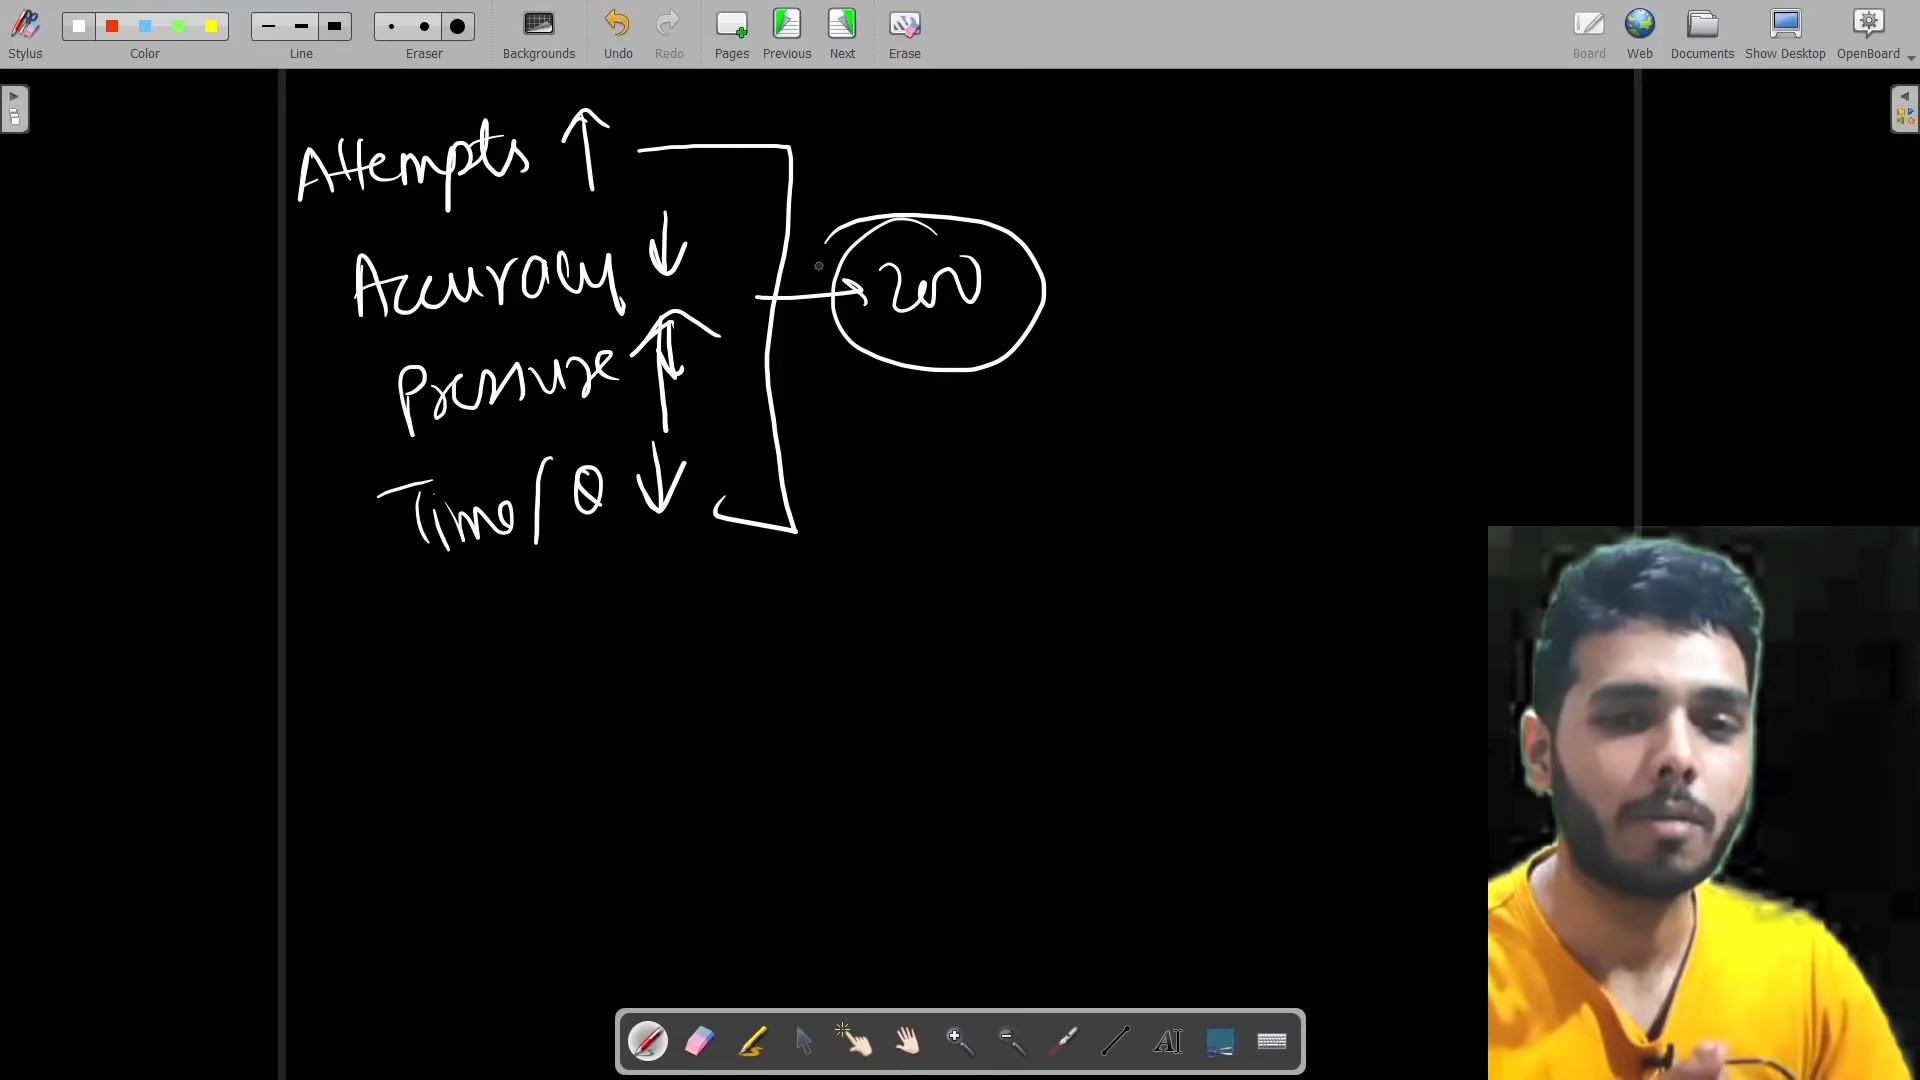 Stylus Color Line Eraser Backgrounds Undo Redo Pages Previous Next Erase Board Web Documents Show Desktop OpenBoard
Attempts ↑
Accuracy ↓
→ 200
Pressure ↑
Time/Q ↓